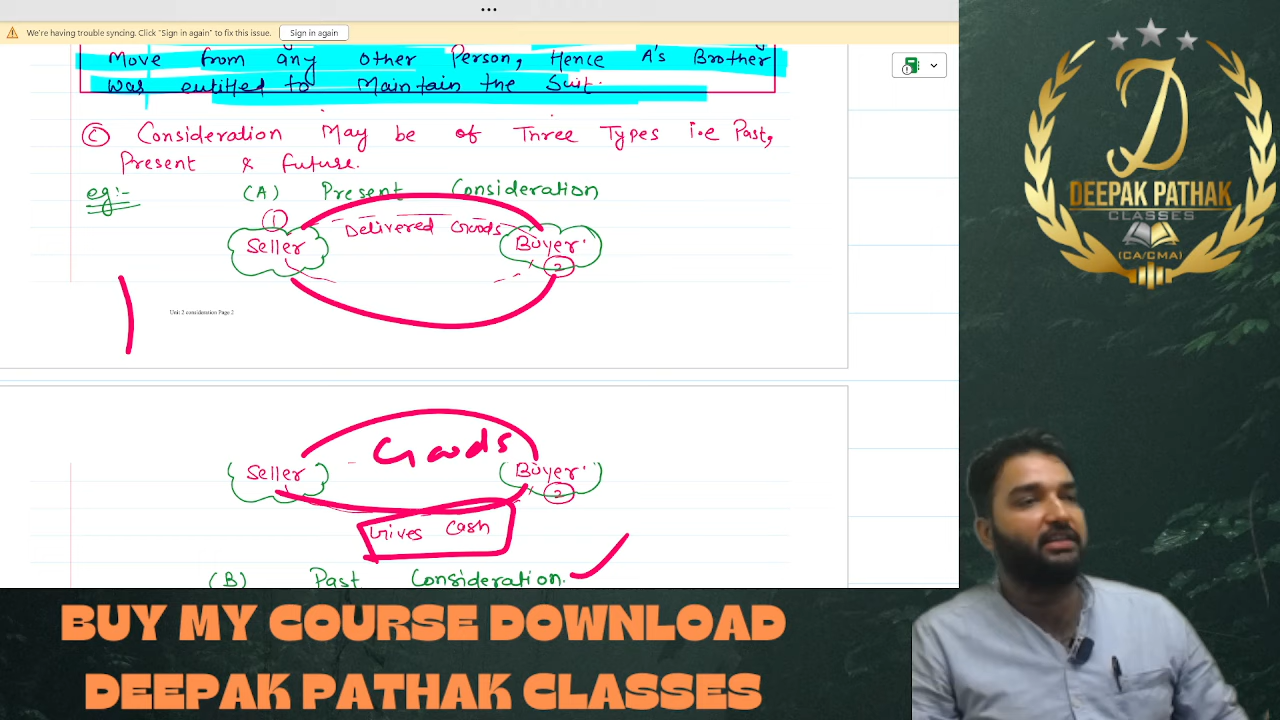 We're having trouble syncing. Click "Sign in again" to fix this issue.
Sign in again
Move from any other Person, Hence A's Brother
was entitled to Maintain the Suit.
C Consideration May be of Three Types i.e Past,
Present & Future.
eg:- (A) Present Consideration
1
Delivered Goods
Seller Buyer
2
Unit 2 consideration Page 2
Goods
Seller Buyer
2
Gives Cash
(B) Past Consideration.
D
DEEPAK PATHAK
CLASSES
(CA/CMA)
BUY MY COURSE DOWNLOAD
DEEPAK PATHAK CLASSES